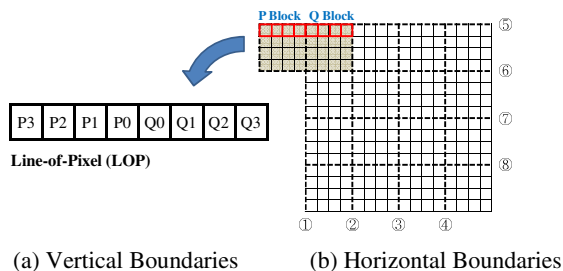 P Block Q Block
⑤
⑥
P3 P2 P1 P0 Q0 Q1 Q2 Q3
⑦
Line-of-Pixel (LOP)
⑧
① ② ③ ④
(a) Vertical Boundaries (b) Horizontal Boundaries